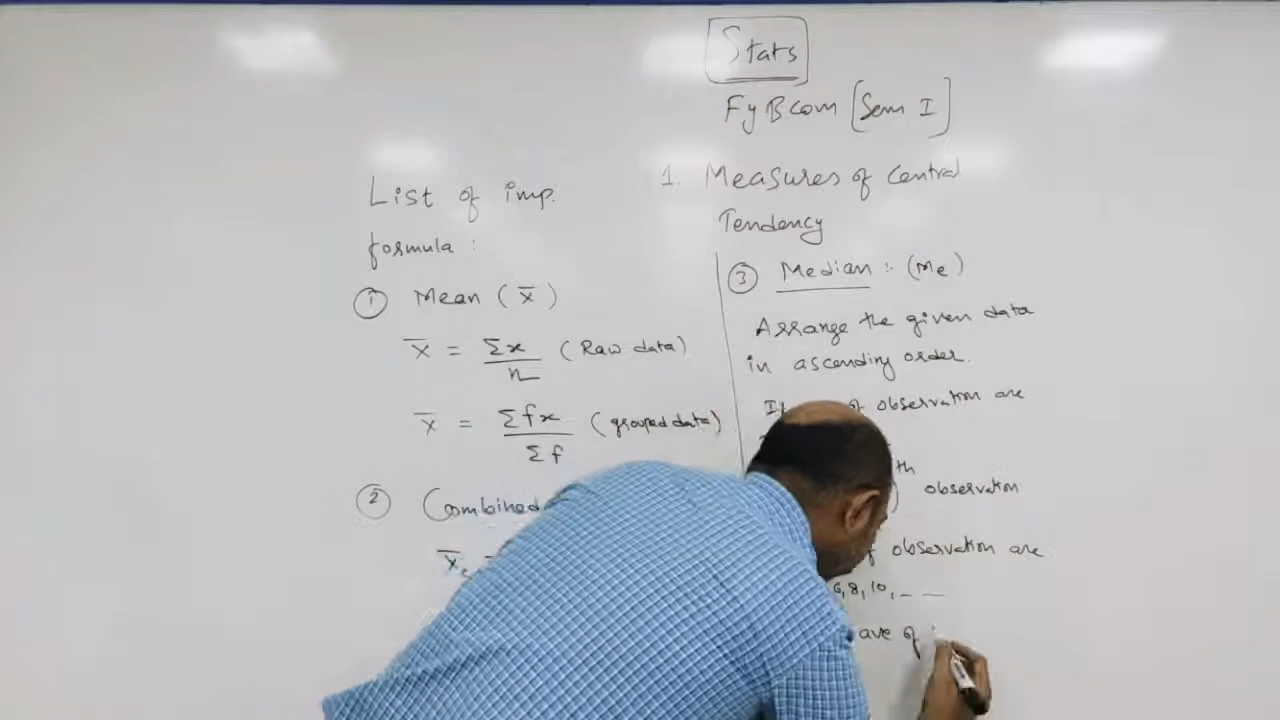 Stats
FyBcom [Sem I]
1. Measures of Central
Tendency
List of imp.
formula :
① Mean ( x̄ )
x̄ = Σx / n (Raw data)
x̄ = Σfx / Σf (grouped data)
② Combined
x̄c
③ Median :- (Me)
Arrange the given data
in ascending order.
If of observation are
th observation
of observation are
6, 8, 10, _ _
ave of